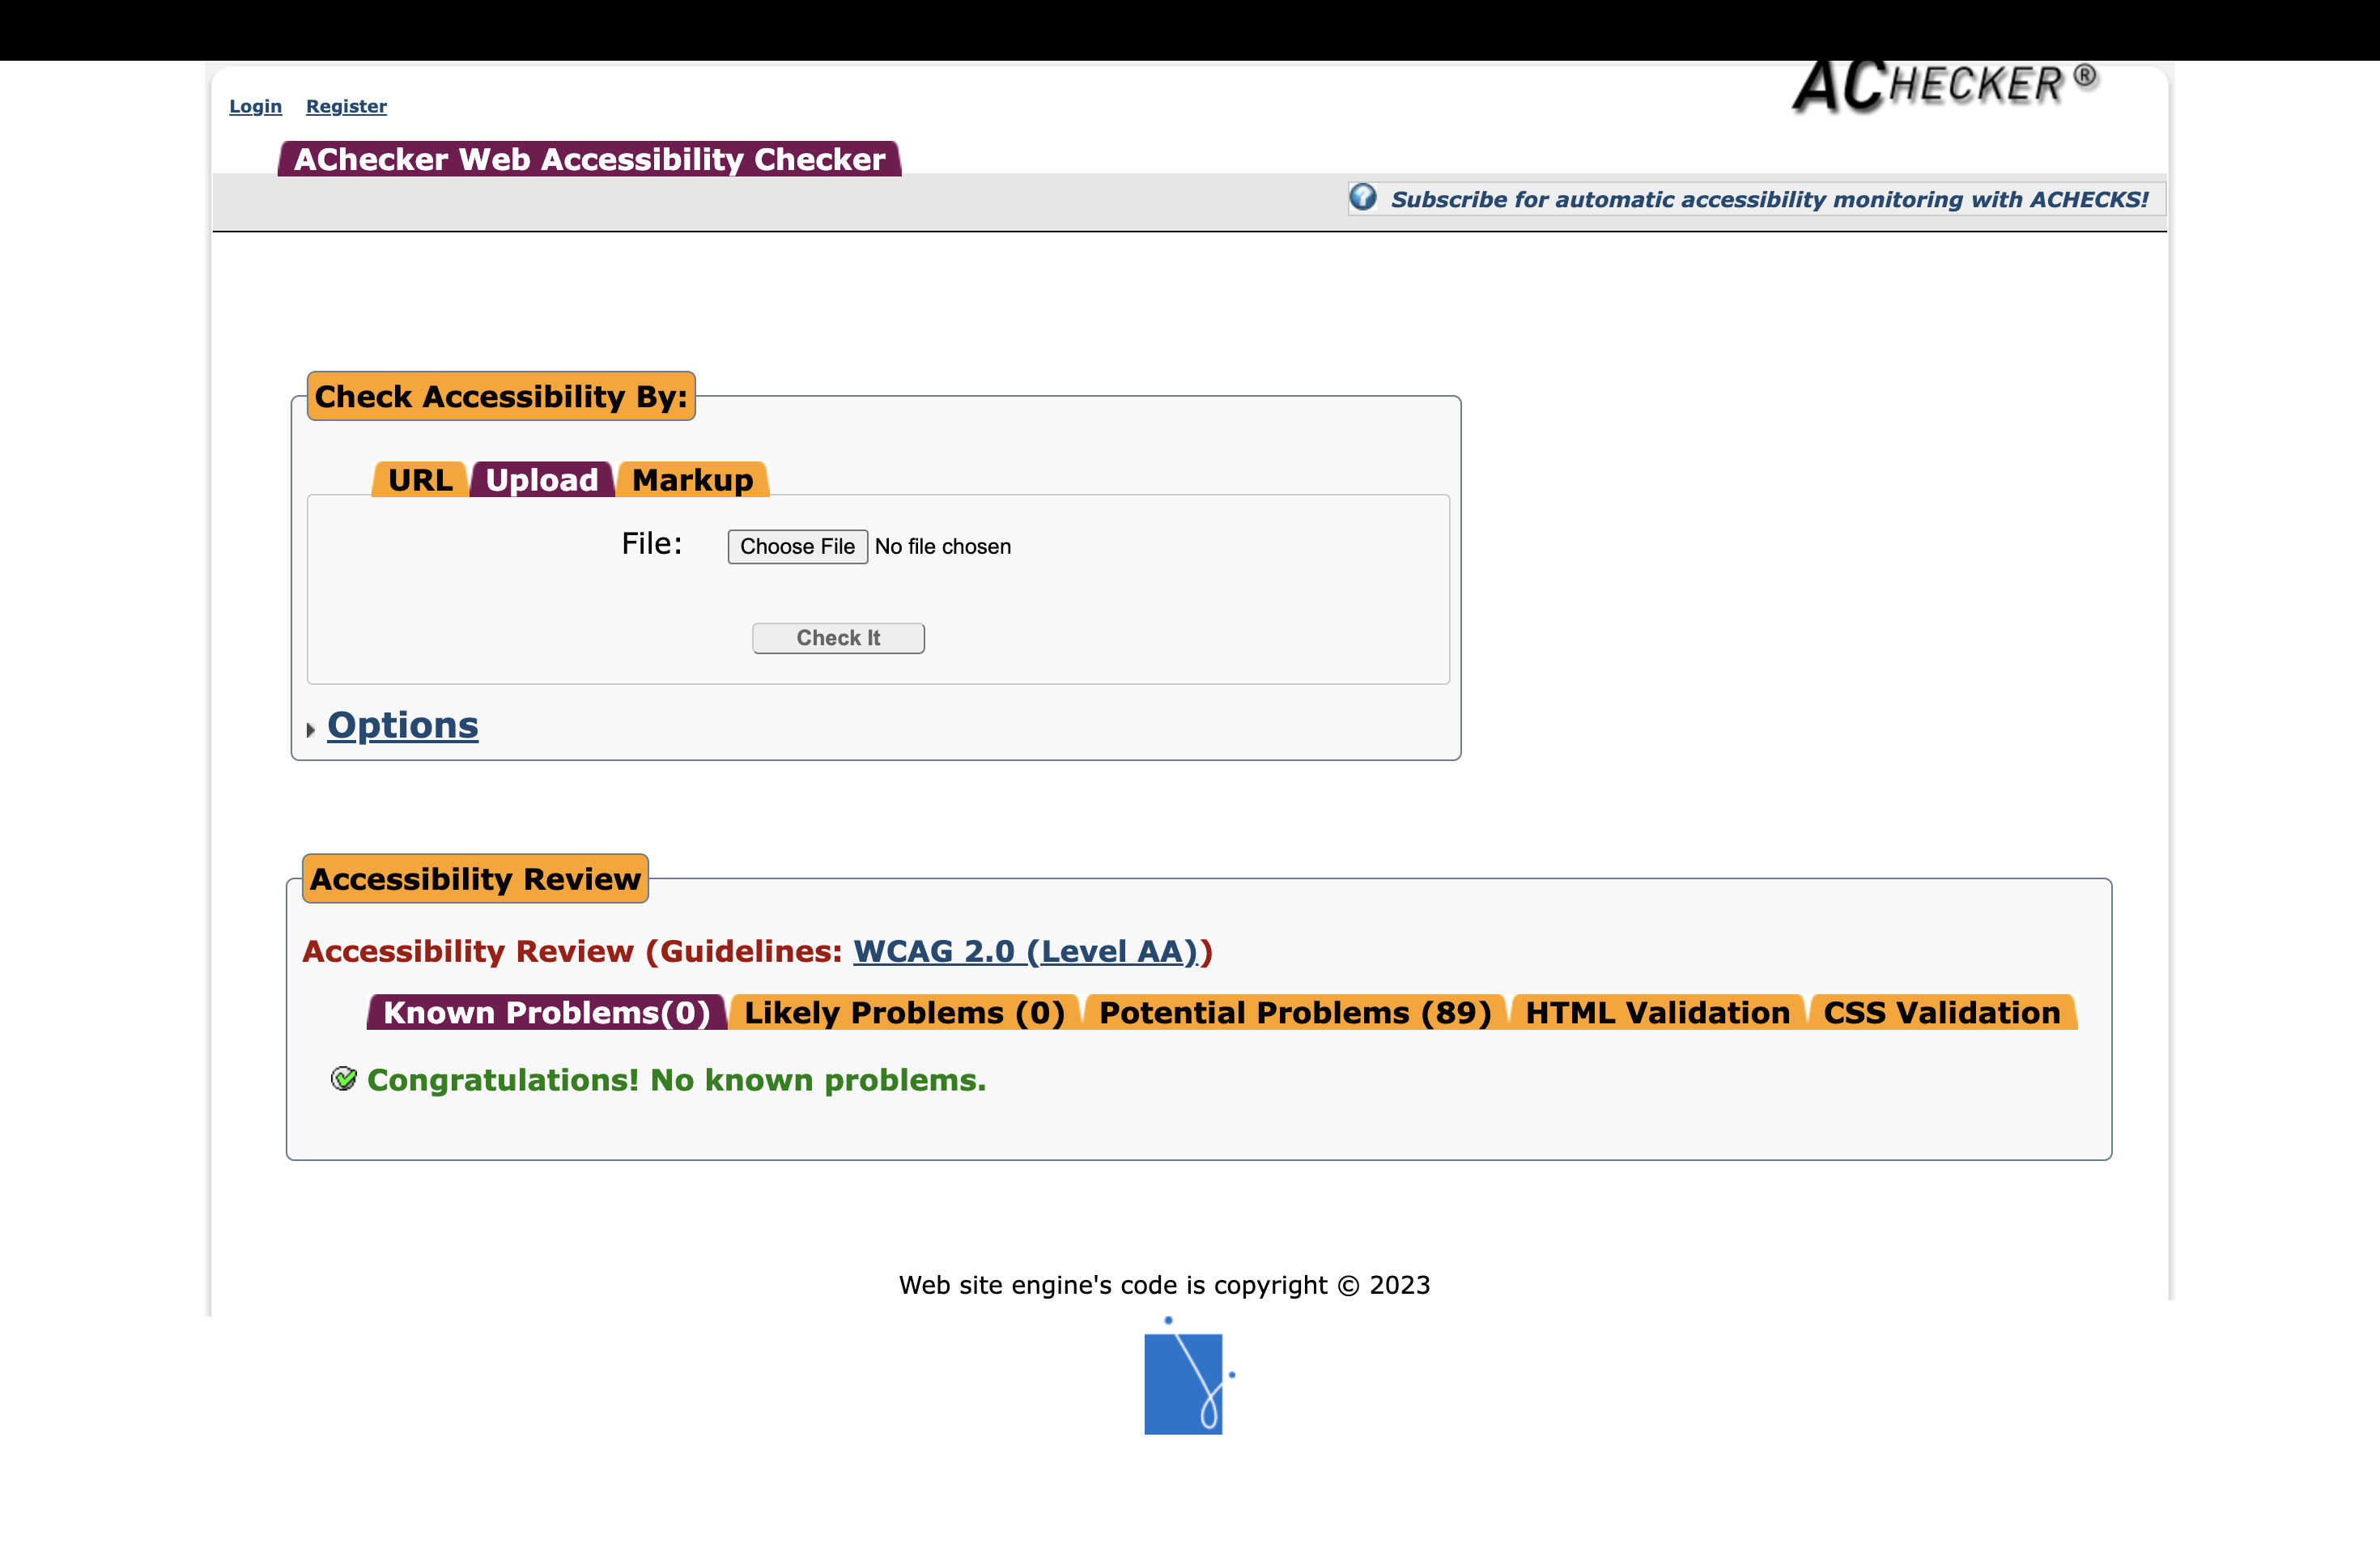 ACHECKER ®
Login Register
AChecker Web Accessibility Checker
Subscribe for automatic accessibility monitoring with ACHECKS!
Check Accessibility By:
URL Upload Markup
File: Choose File No file chosen
Check It
Options
Accessibility Review
Accessibility Review (Guidelines: WCAG 2.0 (Level AA))
Known Problems(0) Likely Problems (0) Potential Problems (89) HTML Validation CSS Validation
Congratulations! No known problems.
Web site engine's code is copyright © 2023